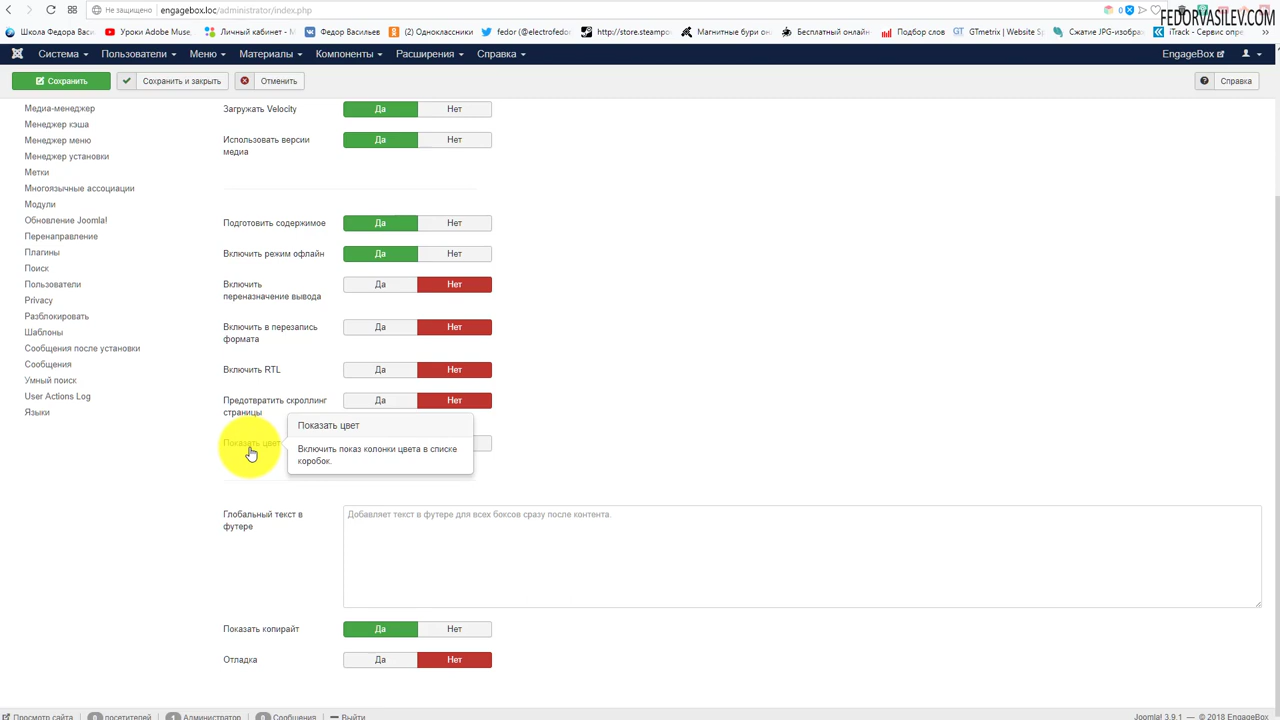 Не защищено engagebox.loc/administrator/index.php
0
FEDORVASILEV.COM
Школа Федора Васи
Уроки Adobe Muse,
Личный кабинет -
Федор Васильев
(2) Одноклассники
fedor (@electrofedor
http://store.steampo
Магнитные бури он
Бесплатный онлайн
Подбор слов
GTmetrix | Website S
Сжатие JPG-изобра
iTrack - Сервис опре
Система
Пользователи
Меню
Материалы
Компоненты
Расширения
Справка
EngageBox
Сохранить
Сохранить и закрыть
Отменить
Справка
Медиа-менеджер
Менеджер кэша
Менеджер меню
Менеджер установки
Метки
Многоязычные ассоциации
Модули
Обновление Joomla!
Перенаправление
Плагины
Поиск
Пользователи
Privacy
Разблокировать
Шаблоны
Сообщения после установки
Сообщения
Умный поиск
User Actions Log
Языки
Загружать Velocity Да Нет
Использовать версии Да Нет
медиа
Подготовить содержимое Да Нет
Включить режим офлайн Да Нет
Включить Да Нет
переназначение вывода
Включить в перезапись Да Нет
формата
Включить RTL Да Нет
Предотвратить скроллинг Да Нет
страницы
Показать цвет
Показать цвет
Включить показ колонки цвета в списке
коробок.
Глобальный текст в
футере
Добавляет текст в футере для всех боксов сразу после контента.
Показать копирайт Да Нет
Отладка Да Нет
Просмотр сайта 0 посетителей 1 Администратор 0 Сообщения Выйти
Joomla! 3.9.1 — © 2018 EngageBox